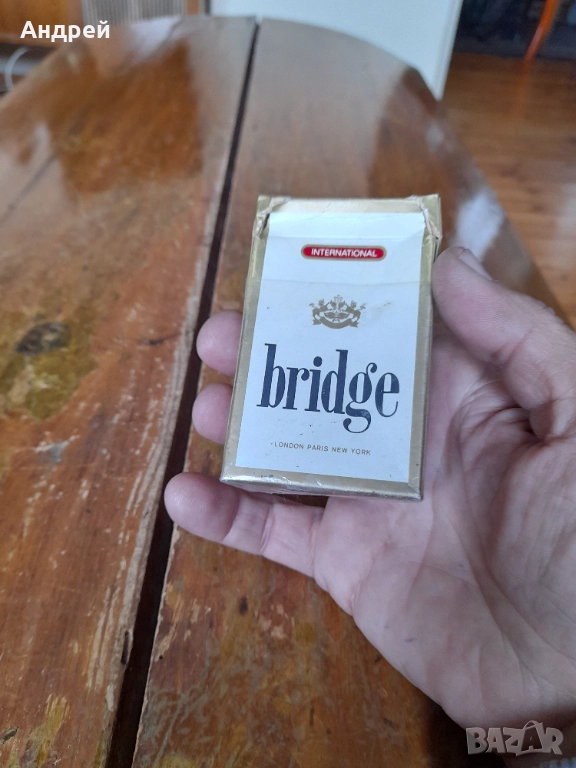 Андрей
INTERNATIONAL
bridge
LONDON PARIS NEW YORK
BAZAR